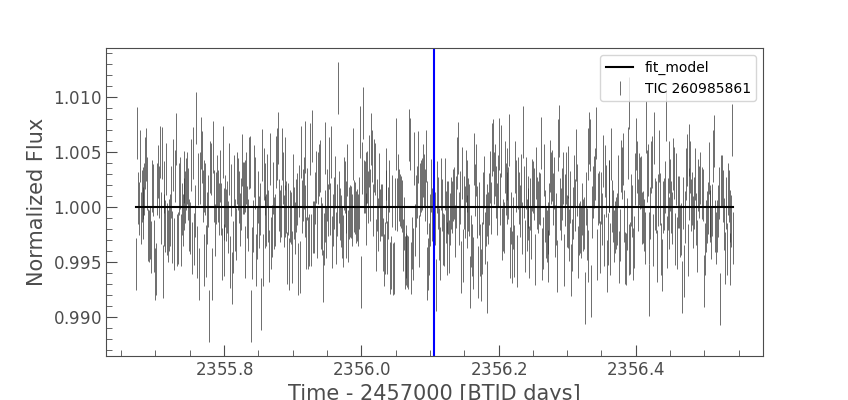 fit_model
TIC 260985861
Normalized Flux
1.010
1.005
1.000
0.995
0.990
2355.8
2356.0
2356.2
2356.4
Time - 2457000 [BTJD days]